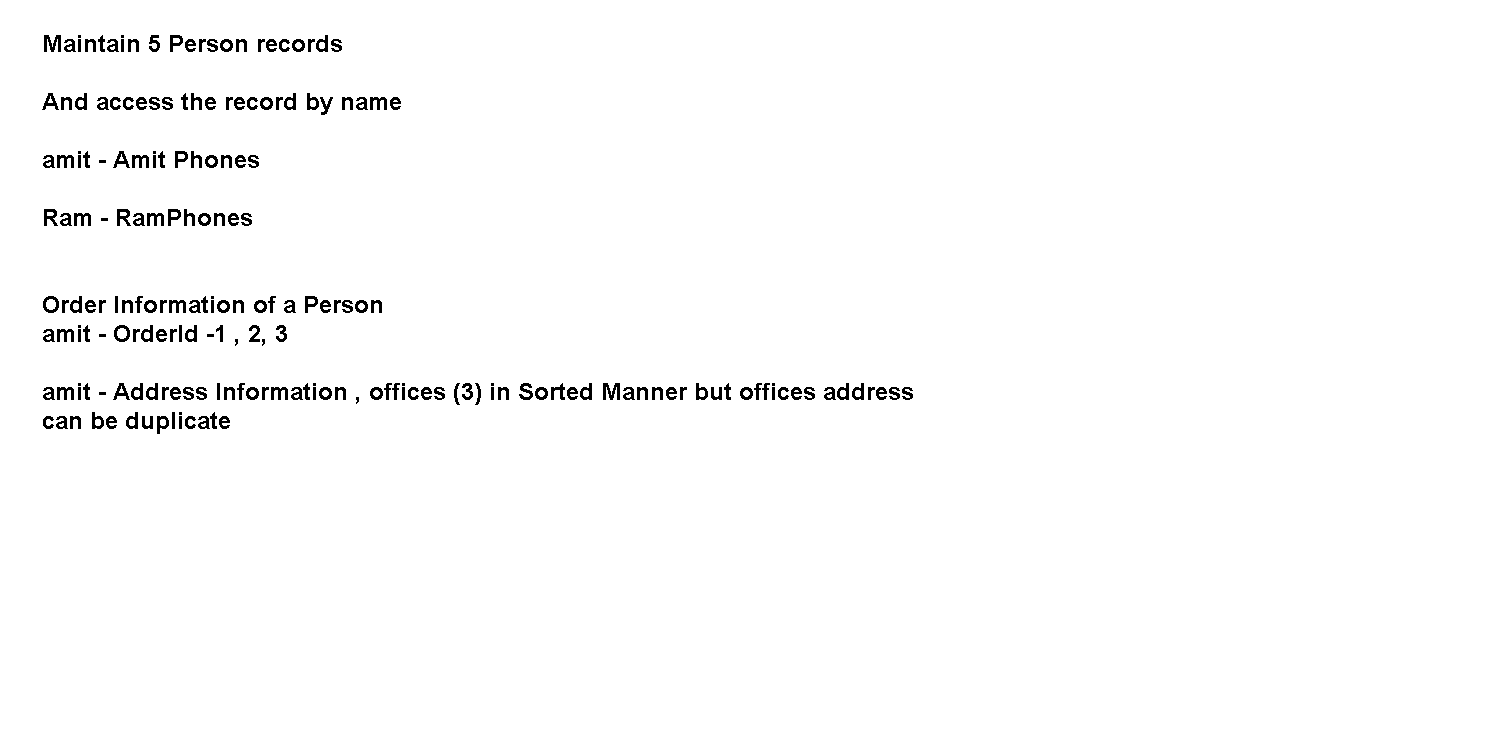 Maintain 5 Person records
And access the record by name
amit - Amit Phones
Ram - RamPhones
Order Information of a Person
amit - OrderId -1 , 2, 3
amit - Address Information , offices (3) in Sorted Manner but offices address
can be duplicate